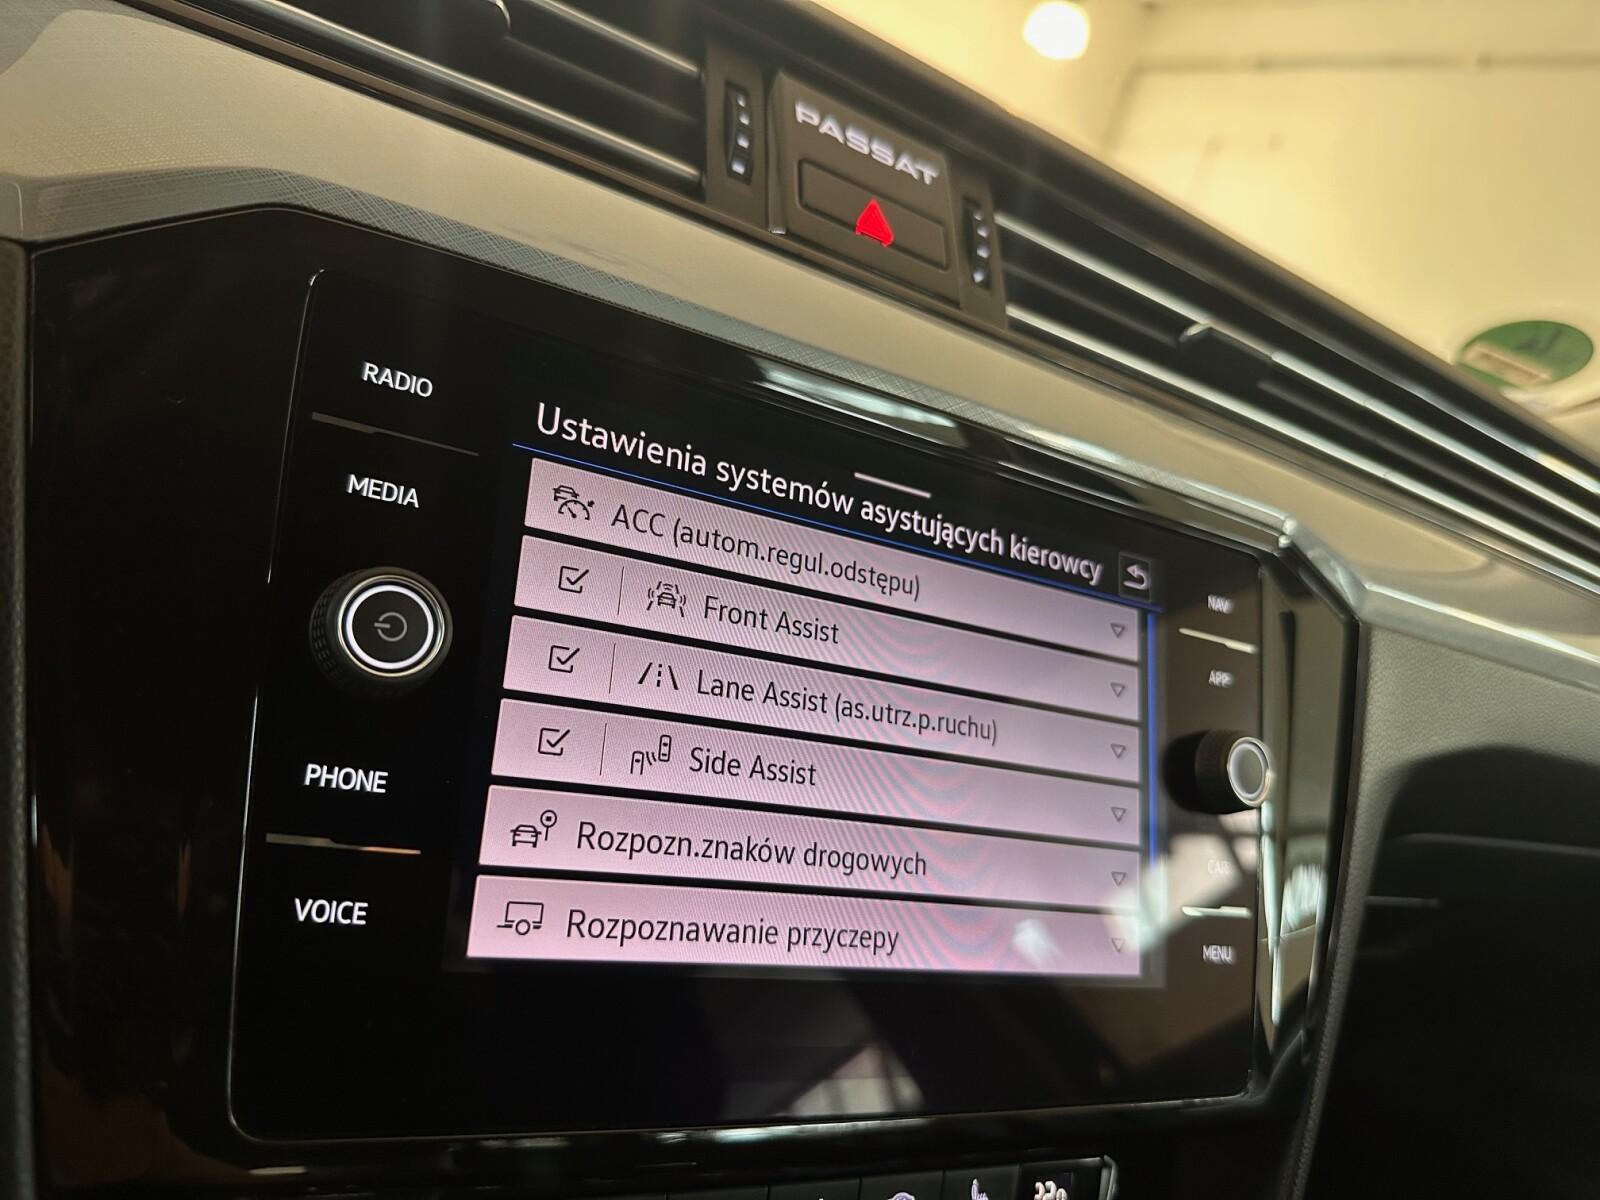 PASSAT
RADIO
MEDIA
PHONE
VOICE
Ustawienia systemów asystujących kierowcy
ACC (autom.regul.odstępu)
Front Assist
Lane Assist (as.utrz.p.ruchu)
Side Assist
Rozpozn.znaków drogowych
Rozpoznawanie przyczepy
NAV
APP
CAR
MENU